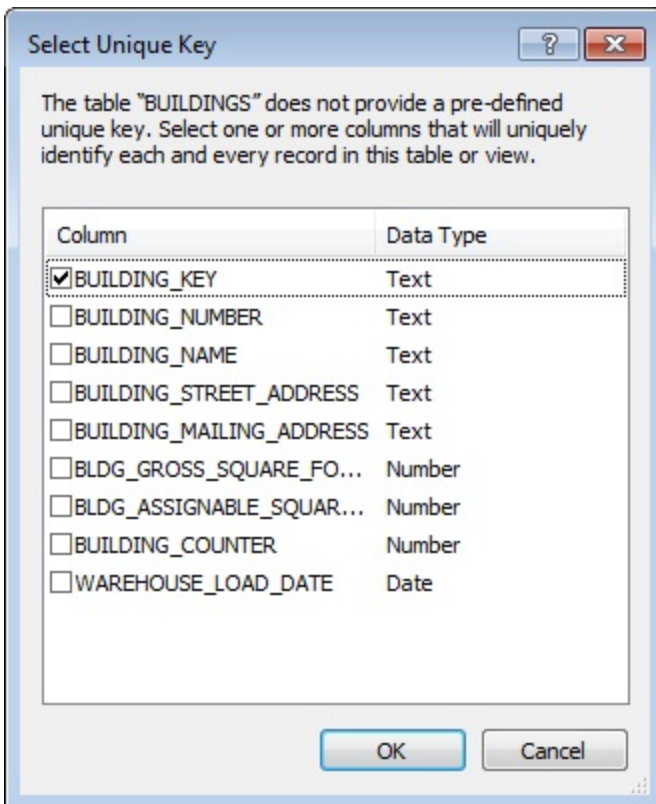 Select Unique Key
The table "BUILDINGS" does not provide a pre-defined
unique key. Select one or more columns that will uniquely
identify each and every record in this table or view.
Column Data Type
BUILDING_KEY Text
BUILDING_NUMBER Text
BUILDING_NAME Text
BUILDING_STREET_ADDRESS Text
BUILDING_MAILING_ADDRESS Text
BLDG_GROSS_SQUARE_FO... Number
BLDG_ASSIGNABLE_SQUAR... Number
BUILDING_COUNTER Number
WAREHOUSE_LOAD_DATE Date
OK Cancel